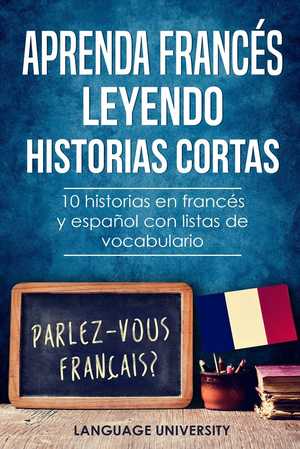 APRENDA FRANCÉS
LEYENDO
HISTORIAS CORTAS
10 historias en francés
y español con listas de
vocabulario
PARLEZ-VOUS
FRANÇAIS?
LANGUAGE UNIVERSITY